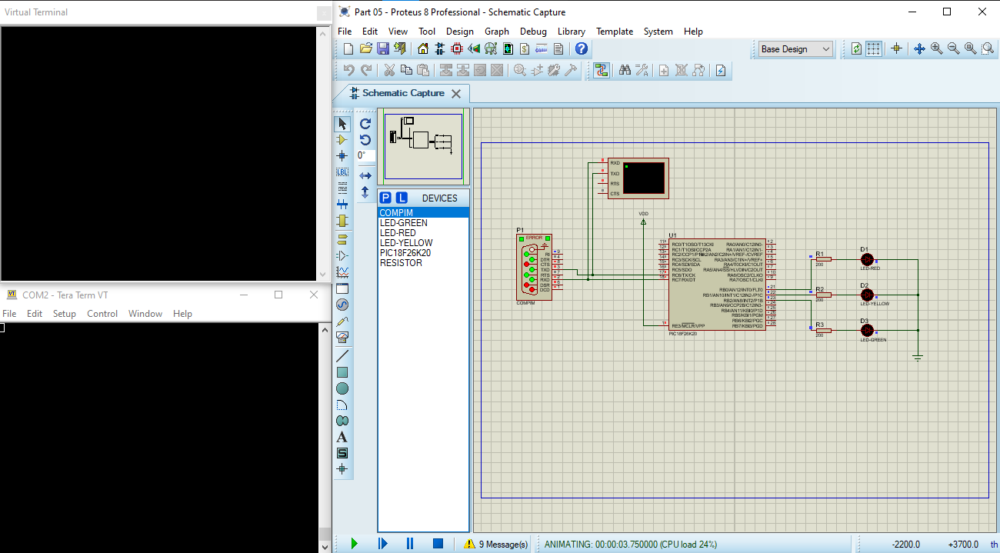 Virtual Terminal
Part 05 - Proteus 8 Professional - Schematic Capture
File Edit View Tool Design Graph Debug Library Template System Help
Base Design
Schematic Capture
0°
LBL
P L DEVICES
COMPIM
LED-GREEN
LED-RED
LED-YELLOW
PIC18F26K20
RESISTOR
COM2 - Tera Term VT
File Edit Setup Control Window Help
RXD
TXD
RTS
CTS
VDD
P1
ERROR
RI
DTR
CTS
TXD
RTS
RXD
DSR
DCD
COMPIM
U1
RC0/T1OSO/T13CKI
RC1/T1OSI/CCP2A
RC3/SCK/SCL
RC4/SDI/SDA
RC5/SDO
RC6/TX/CK
RC7/RX/DT
RE3/MCLR/VPP
RA0/AN0/C12IN0-
RA1/AN1/C12IN1-
RA2/AN2/C2IN+/VREF-/CVREF
RA3/AN3/C1IN+/VREF+
RA4/T0CKI/C1OUT
RA5/AN4/SS/HLVDIN/C2OUT
RA6/OSC2/CLKO
RA7/OSC1/CLKI
RB0/AN12/INT0/FLT0
RB1/AN10/INT1/C12IN2-/P1C
RB2/AN8/INT2/P1B
RB3/AN9/CCP2B/C12IN3-
RB4/AN11/KBI0/P1D
RB5/KBI1/PGM
RB6/KBI2/PGC
RB7/KBI3/PGD
PIC18F26K20
R1
200
R2
200
R3
200
D1
LED-RED
D2
LED-YELLOW
D3
LED-GREEN
9 Message(s)
ANIMATING: 00:00:03.750000 (CPU load 24%)
-2200.0 +3700.0 th